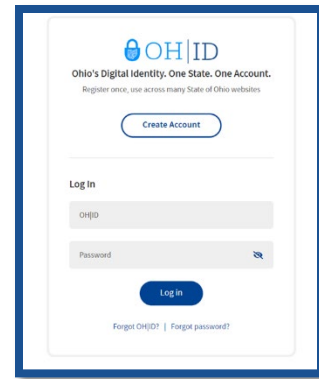 OH|ID
Ohio's Digital Identity. One State. One Account.
Register once, use across many State of Ohio websites
Create Account
Log In
OH|ID
Password
Log in
Forgot OH|ID? | Forgot password?